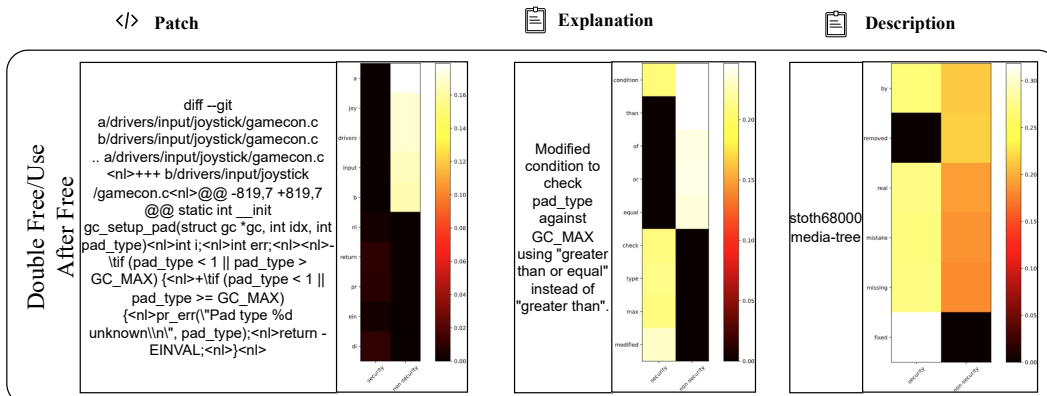 </> Patch
Explanation
Description
Double Free/Use
After Free
diff --git
a/drivers/input/joystick/gamecon.c
b/drivers/input/joystick/gamecon.c
.. a/drivers/input/joystick/gamecon.c
<nl>+++ b/drivers/input/joystick
/gamecon.c<nl>@@ -819,7 +819,7
@@ static int __init
gc_setup_pad(struct gc *gc, int idx, int
pad_type)<nl>int i;<nl>int err;<nl><nl>-
\tif (pad_type < 1 || pad_type >
GC_MAX) {<nl>+\tif (pad_type < 1 ||
pad_type >= GC_MAX)
{<nl>pr_err(\"Pad type %d
unknown\\n\", pad_type);<nl>return -
EINVAL;<nl>}<nl>
a
joy
drivers
input
b
nl
return
pr
ein
di
security
non-security
0.16
0.14
0.12
0.10
0.08
0.06
0.04
0.02
0.00
Modified
condition to
check
pad_type
against
GC_MAX
using "greater
than or equal"
instead of
"greater than".
condition
than
of
or
equal
check
type
max
modified
security
non-security
0.20
0.15
0.10
0.05
0.00
stoth68000
media-tree
by
removed
real
mistake
missing
fixed
security
non security
0.30
0.25
0.20
0.15
0.10
0.05
0.00